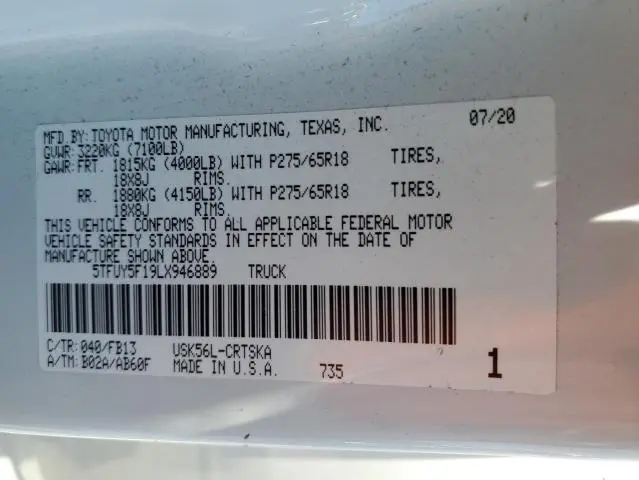 MFD BY: TOYOTA MOTOR MANUFACTURING, TEXAS, INC. 07/20
GVWR: 3220KG (7100LB)
GAWR: FRT. 1815KG (4000LB) WITH P275/65R18 TIRES,
18X8J RIMS.
RR. 1880KG (4150LB) WITH P275/65R18 TIRES,
18X8J RIMS.
THIS VEHICLE CONFORMS TO ALL APPLICABLE FEDERAL MOTOR
VEHICLE SAFETY STANDARDS IN EFFECT ON THE DATE OF
MANUFACTURE SHOWN ABOVE.
5TFUY5F19LX946889 TRUCK
C/TR: 040/FB13 USK56L-CRTSKA
A/TM: B02A/AB60F MADE IN U.S.A. 735 1